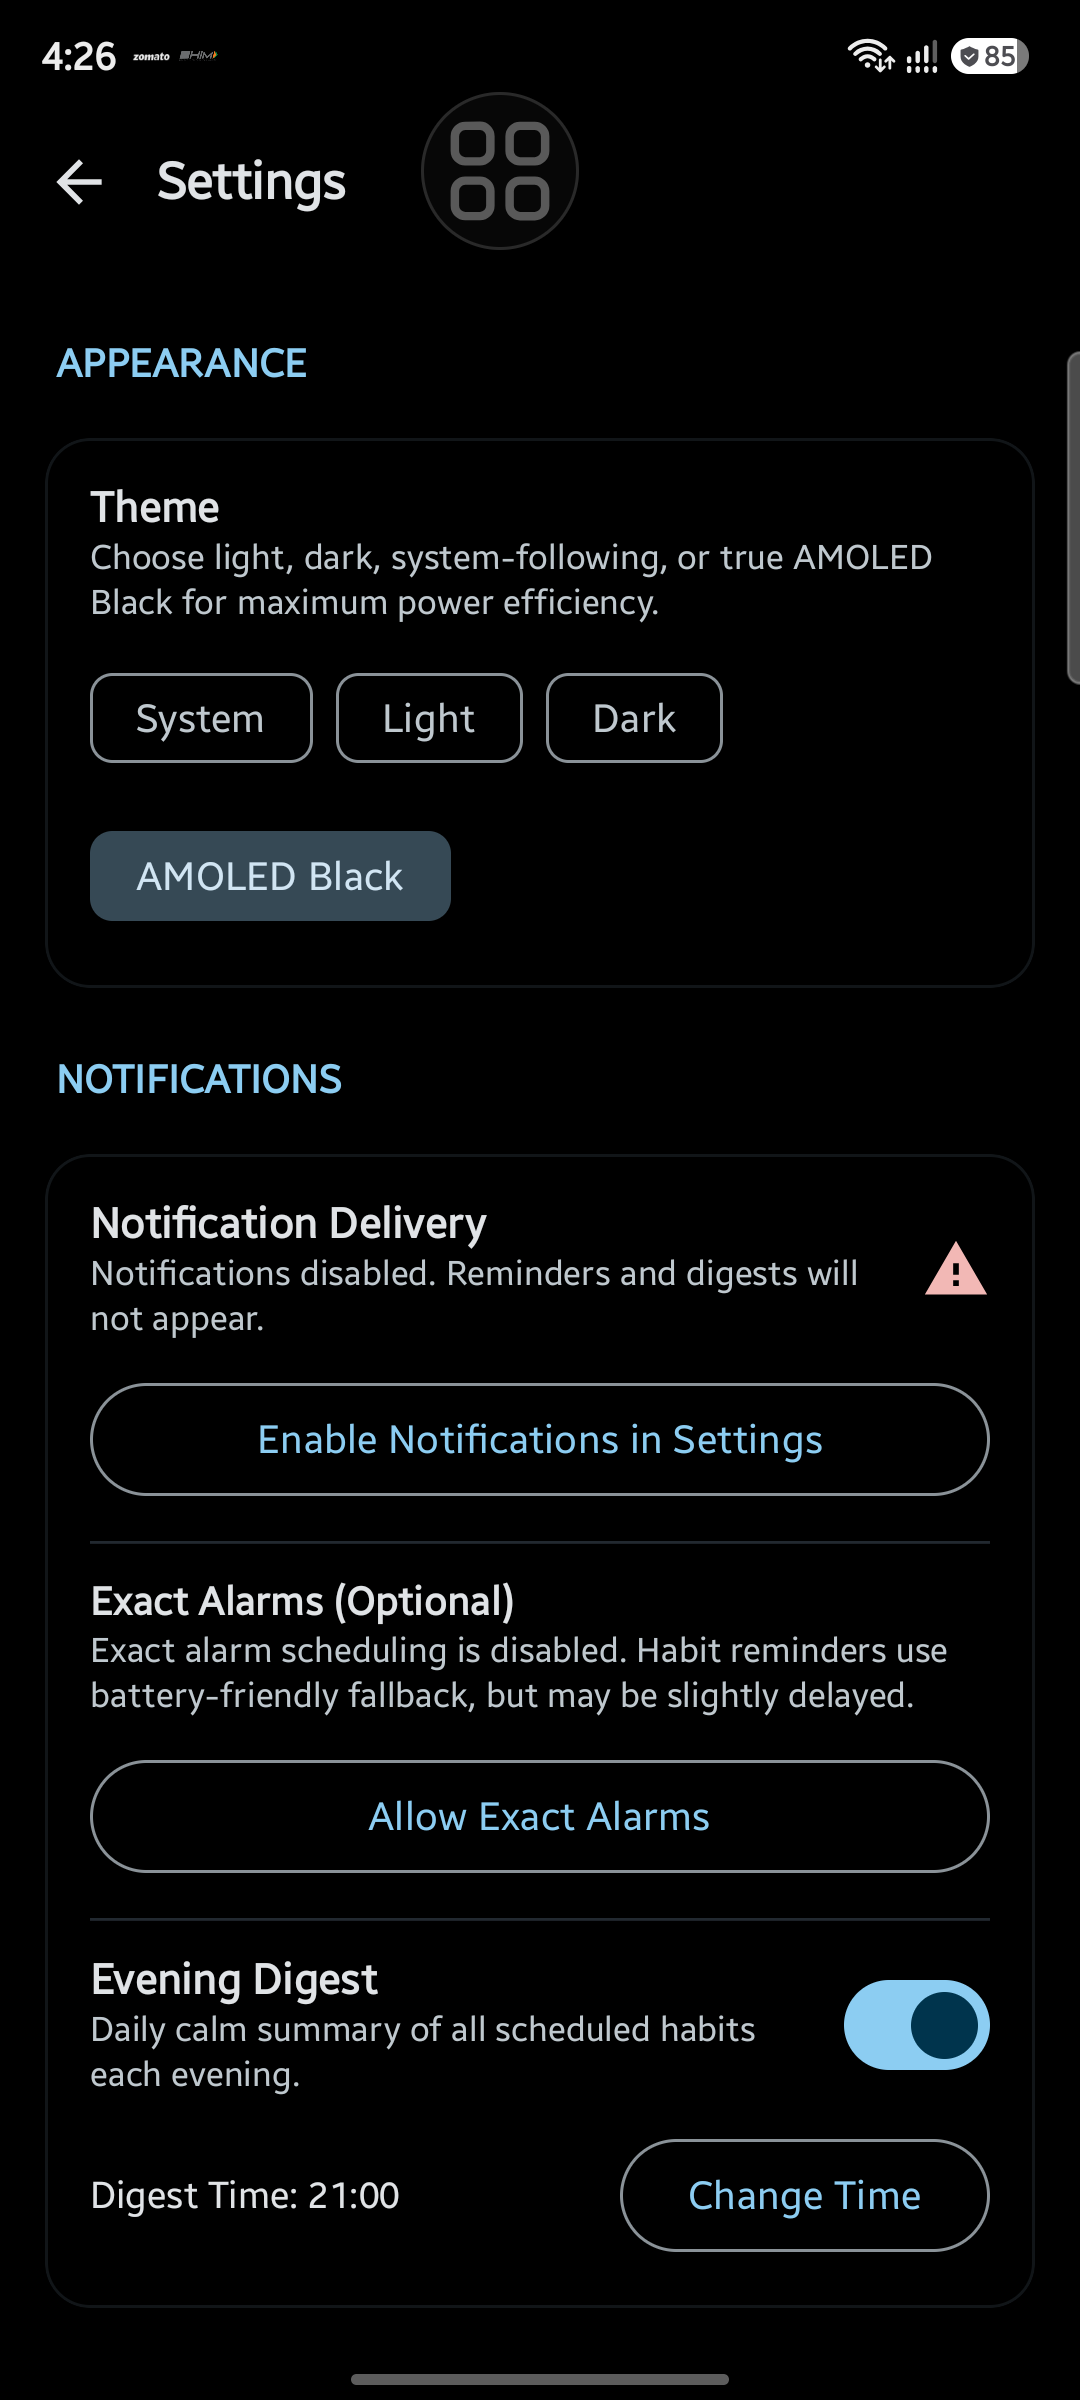 4:26 zomato 85
Settings
APPEARANCE
Theme
Choose light, dark, system-following, or true AMOLED
Black for maximum power efficiency.
System Light Dark
AMOLED Black
NOTIFICATIONS
Notification Delivery
Notifications disabled. Reminders and digests will
not appear.
Enable Notifications in Settings
Exact Alarms (Optional)
Exact alarm scheduling is disabled. Habit reminders use
battery-friendly fallback, but may be slightly delayed.
Allow Exact Alarms
Evening Digest
Daily calm summary of all scheduled habits
each evening.
Digest Time: 21:00 Change Time